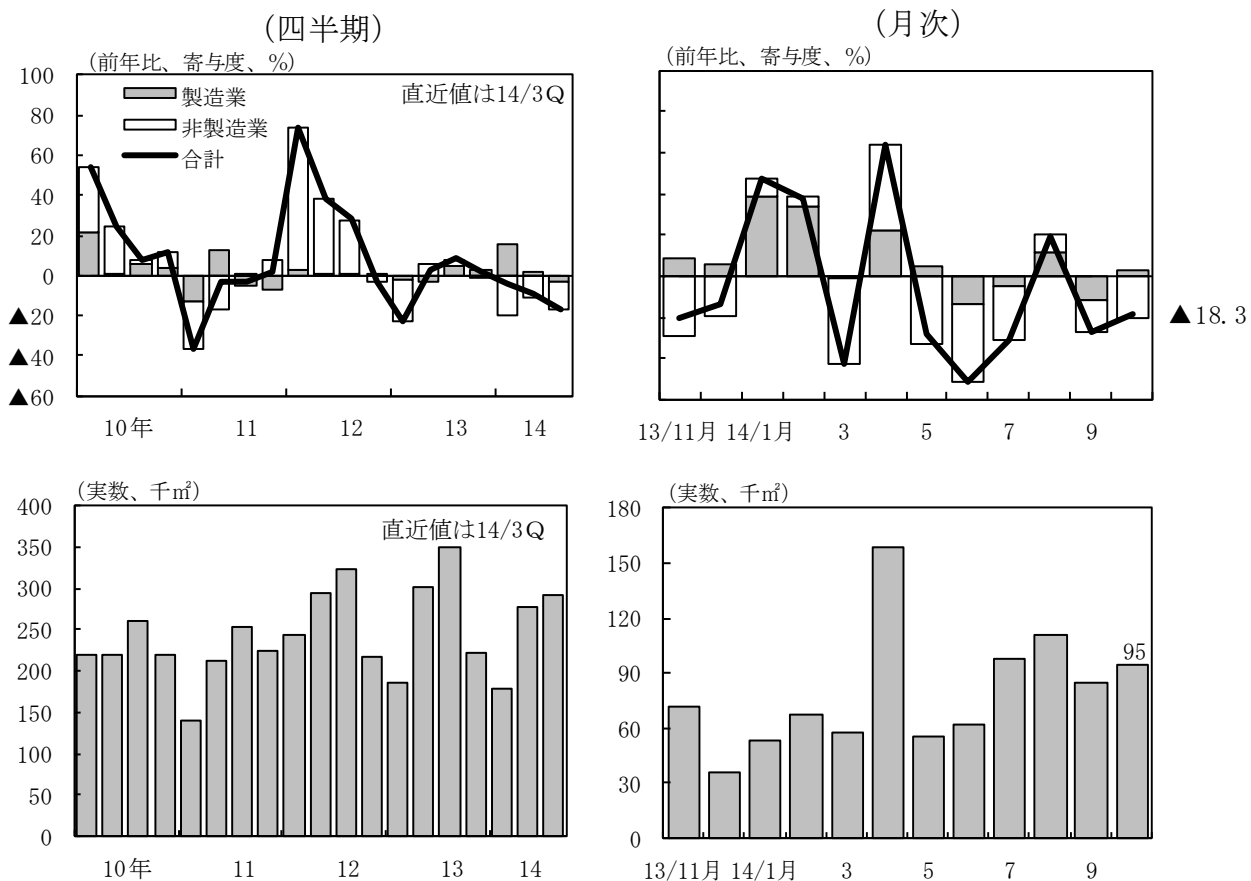 (四半期)
(月次)
(前年比、寄与度、%)
(前年比、寄与度、%)
100
80
60
40
20
0
▲20
▲40
▲60
製造業
非製造業
合計
直近値は14/3Q
10年 11 12 13 14
▲18.3
13/11月 14/1月 3 5 7 9
(実数、千㎡)
400
350
300
250
200
150
100
50
0
直近値は14/3Q
10年 11 12 13 14
(実数、千㎡)
180
150
120
90
60
30
0
95
13/11月 14/1月 3 5 7 9